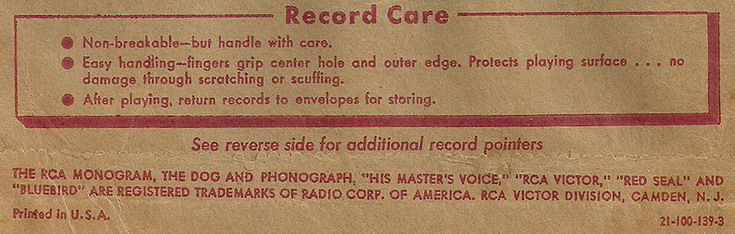 Record Care
● Non-breakable—but handle with care.
● Easy handling—fingers grip center hole and outer edge. Protects playing surface . . . no
damage through scratching or scuffing.
● After playing, return records to envelopes for storing.
See reverse side for additional record pointers
THE RCA MONOGRAM, THE DOG AND PHONOGRAPH, "HIS MASTER'S VOICE," "RCA VICTOR," "RED SEAL" AND
"BLUEBIRD" ARE REGISTERED TRADEMARKS OF RADIO CORP. OF AMERICA. RCA VICTOR DIVISION, CAMDEN, N. J.
Printed in U. S. A.
21-100-139-3